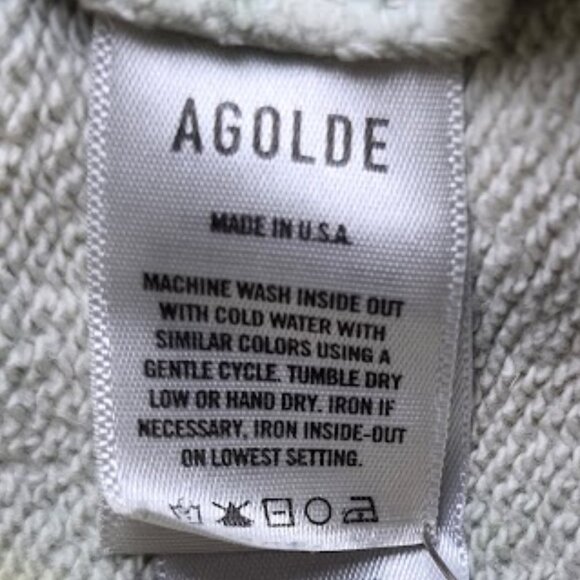 AGOLDE
MADE IN U.S.A.
MACHINE WASH INSIDE OUT
WITH COLD WATER WITH
SIMILAR COLORS USING A
GENTLE CYCLE. TUMBLE DRY
LOW OR HAND DRY. IRON IF
NECESSARY, IRON INSIDE-OUT
ON LOWEST SETTING.